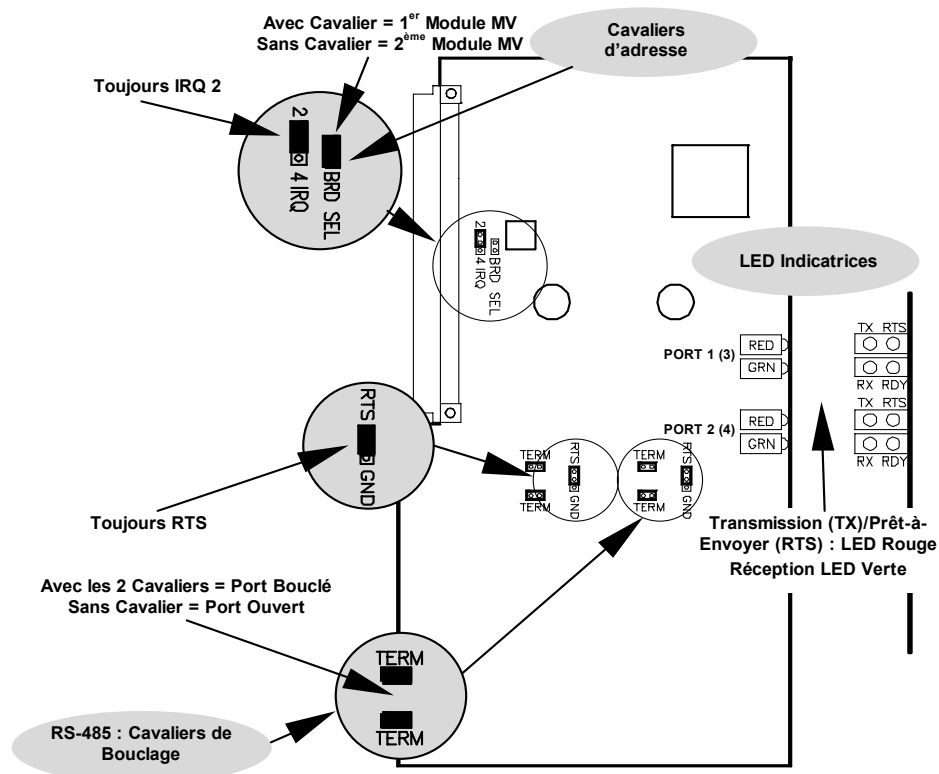 Avec Cavalier = 1er Module MV
Sans Cavalier = 2ème Module MV
Cavaliers
d'adresse
Toujours IRQ 2
2
4 IRQ
BRD SEL
2
4 IRQ
BRD SEL
LED Indicatrices
TX RTS
PORT 1 (3)
RED
GRN
RX RDY
TX RTS
PORT 2 (4)
RED
GRN
RX RDY
RTS
GND
TERM
RTS
GND
TERM
TERM
RTS
GND
TERM
Toujours RTS
Transmission (TX)/Prêt-à-
Envoyer (RTS) : LED Rouge
Réception LED Verte
Avec les 2 Cavaliers = Port Bouclé
Sans Cavalier = Port Ouvert
TERM
TERM
RS-485 : Cavaliers de
Bouclage